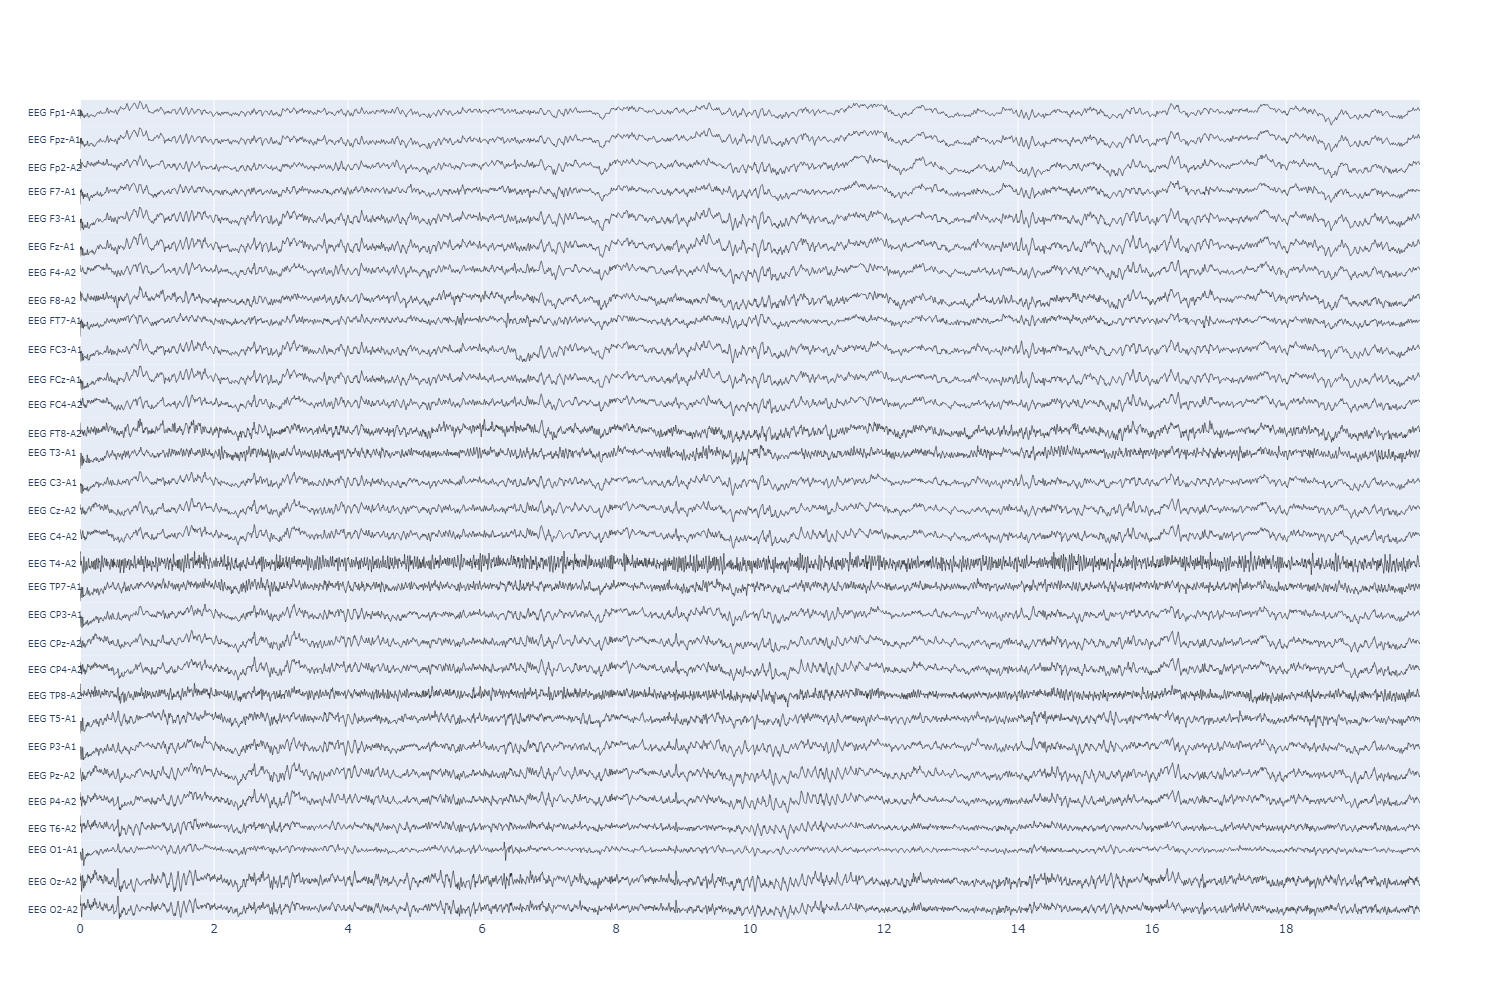 EEG Fp1-A1
EEG Fpz-A1
EEG Fp2-A2
EEG F7-A1
EEG F3-A1
EEG Fz-A1
EEG F4-A2
EEG F8-A2
EEG FT7-A1
EEG FC3-A1
EEG FCz-A1
EEG FC4-A2
EEG FT8-A2
EEG T3-A1
EEG C3-A1
EEG Cz-A2
EEG C4-A2
EEG T4-A2
EEG TP7-A1
EEG CP3-A1
EEG CPz-A2
EEG CP4-A2
EEG TP8-A2
EEG T5-A1
EEG P3-A1
EEG Pz-A2
EEG P4-A2
EEG T6-A2
EEG O1-A1
EEG Oz-A2
EEG O2-A2
0 2 4 6 8 10 12 14 16 18